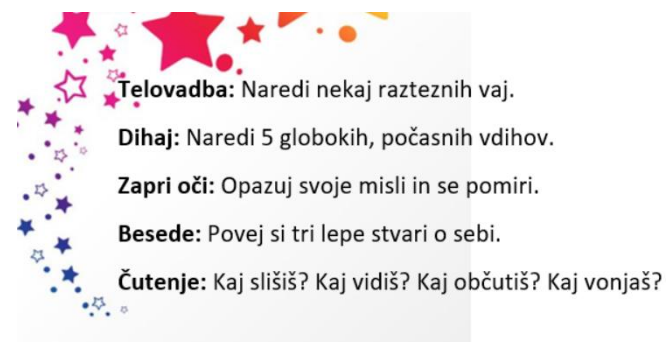 Telovadba: Naredi nekaj razteznih vaj.
Dihaj: Naredi 5 globokih, počasnih vdihov.
Zapri oči: Opazuj svoje misli in se pomiri.
Besede: Povej si tri lepe stvari o sebi.
Čutenje: Kaj slišiš? Kaj vidiš? Kaj občutiš? Kaj vonjaš?